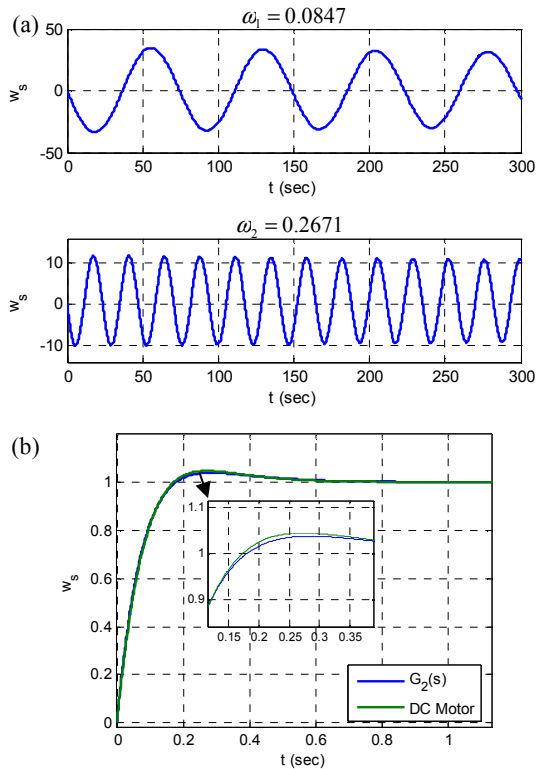 (a)
ω₁ = 0.0847
50
0
-50
w_s
0 50 100 150 200 250 300
t (sec)
ω₂ = 0.2671
10
0
-10
w_s
0 50 100 150 200 250 300
t (sec)
(b)
1
0.8
0.6
0.4
0.2
0
w_s
1.1
1
0.9
0.15 0.2 0.25 0.3 0.35
G₂(s)
DC Motor
0 0.2 0.4 0.6 0.8 1
t (sec)